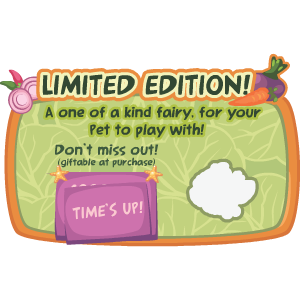 LIMITED EDITION!
A one of a kind fairy, for your
Pet to play with!
Don't miss out!
(giftable at purchase)
TIME'S UP!